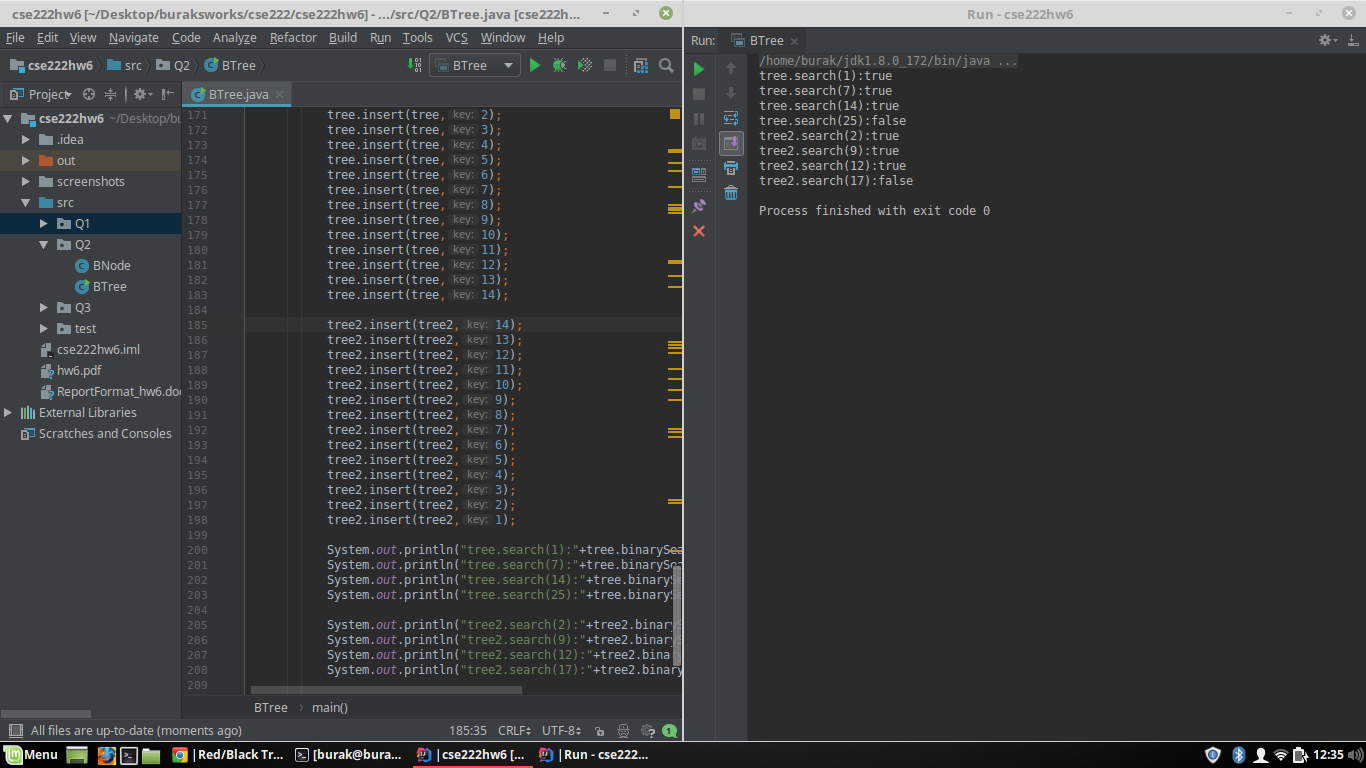 cse222hw6 [~/Desktop/buraksworks/cse222/cse222hw6] - .../src/Q2/BTree.java [cse222h...
File Edit View Navigate Code Analyze Refactor Build Run Tools VCS Window Help
cse222hw6 src Q2 BTree
BTree
Project
cse222hw6 ~/Desktop/bu
.idea
out
screenshots
src
Q1
Q2
BNode
BTree
Q3
test
cse222hw6.iml
hw6.pdf
ReportFormat_hw6.doc
External Libraries
Scratches and Consoles
BTree.java
171 tree.insert(tree, key: 2);
172 tree.insert(tree, key: 3);
173 tree.insert(tree, key: 4);
174 tree.insert(tree, key: 5);
175 tree.insert(tree, key: 6);
176 tree.insert(tree, key: 7);
177 tree.insert(tree, key: 8);
178 tree.insert(tree, key: 9);
179 tree.insert(tree, key: 10);
180 tree.insert(tree, key: 11);
181 tree.insert(tree, key: 12);
182 tree.insert(tree, key: 13);
183 tree.insert(tree, key: 14);
184
185 tree2.insert(tree2, key: 14);
186 tree2.insert(tree2, key: 13);
187 tree2.insert(tree2, key: 12);
188 tree2.insert(tree2, key: 11);
189 tree2.insert(tree2, key: 10);
190 tree2.insert(tree2, key: 9);
191 tree2.insert(tree2, key: 8);
192 tree2.insert(tree2, key: 7);
193 tree2.insert(tree2, key: 6);
194 tree2.insert(tree2, key: 5);
195 tree2.insert(tree2, key: 4);
196 tree2.insert(tree2, key: 3);
197 tree2.insert(tree2, key: 2);
198 tree2.insert(tree2, key: 1);
199
200 System.out.println("tree.search(1):"+tree.binarySea
201 System.out.println("tree.search(7):"+tree.binarySea
202 System.out.println("tree.search(14):"+tree.binarySe
203 System.out.println("tree.search(25):"+tree.binarySe
204
205 System.out.println("tree2.search(2):"+tree2.binaryS
206 System.out.println("tree2.search(9):"+tree2.binaryS
207 System.out.println("tree2.search(12):"+tree2.binar
208 System.out.println("tree2.search(17):"+tree2.binary
209
BTree main()
All files are up-to-date (moments ago) 185:35 CRLF UTF-8 1
Run - cse222hw6
Run: BTree
/home/burak/jdk1.8.0_172/bin/java ...
tree.search(1):true
tree.search(7):true
tree.search(14):true
tree.search(25):false
tree2.search(2):true
tree2.search(9):true
tree2.search(12):true
tree2.search(17):false
Process finished with exit code 0
Menu Red/Black Tr... [burak@bura... cse222hw6 [... Run - cse222... 12:35